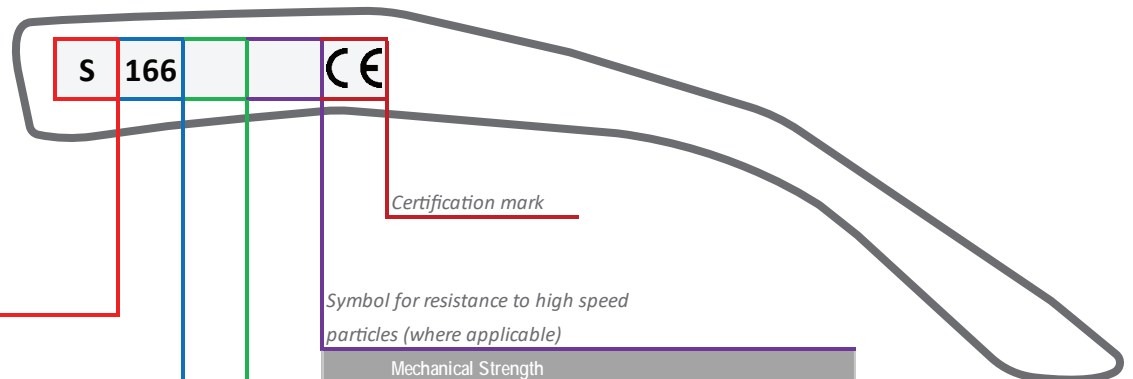 S 166 CE
Certification mark
Symbol for resistance to high speed
particles (where applicable)
Mechanical Strength